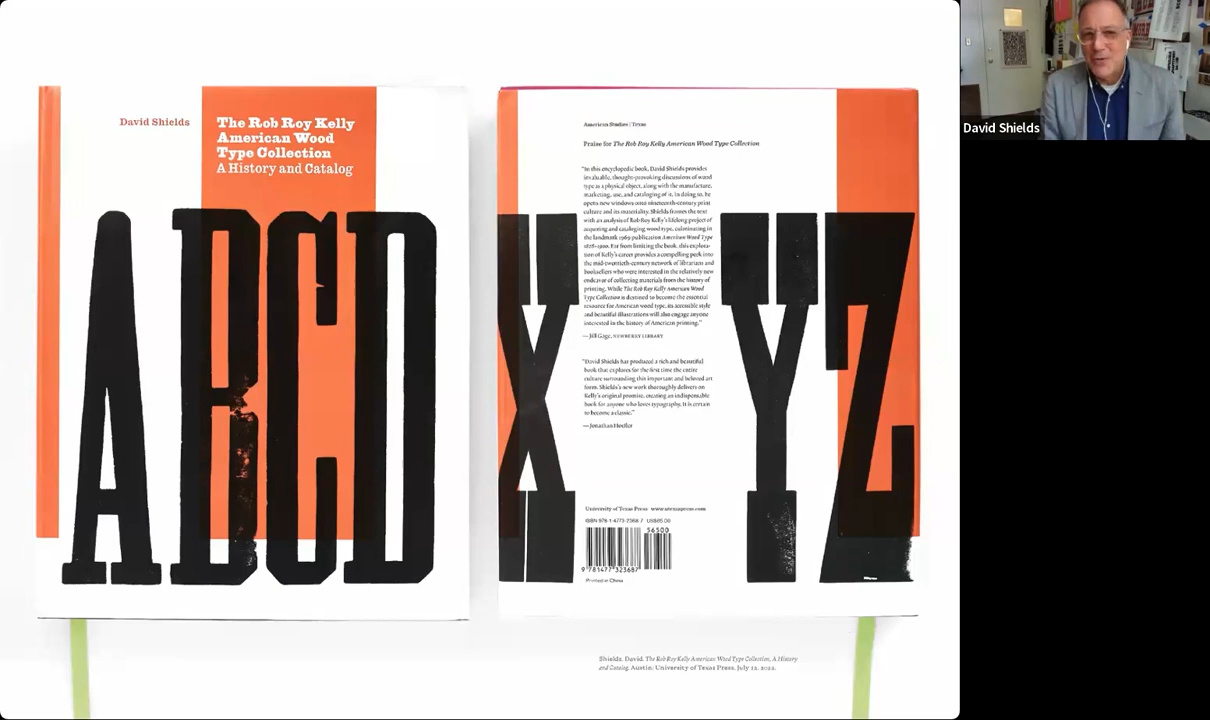 David Shields
The Rob Roy Kelly
American Wood
Type Collection
A History and Catalog
ABCD
American Studies | Texas
Praise for The Rob Roy Kelly American Wood Type Collection
"In this encyclopedic book, David Shields provides
invaluable, thought-provoking discussions of wood
type as a physical object, along with the manufacture,
marketing, use, and cataloging of it. In doing so, he
opens new windows onto nineteenth-century print
culture and its materiality. Shields frames the text
with an analysis of Rob Roy Kelly's lifelong project of
acquiring and cataloging wood type, culminating in
the landmark 1969 publication American Wood Type
1828–1900. Far from limiting the book, this explora-
tion of Kelly's career provides a compelling peek into
the mid-twentieth-century network of librarians and
booksellers who were interested in the relatively new
endeavor of collecting materials from the history of
printing. While The Rob Roy Kelly American Wood
Type Collection is destined to become the essential
resource for American wood type, its accessible style
and beautiful illustrations will also engage anyone
interested in the history of American printing."
—Jill Gage, NEWBERRY LIBRARY
"David Shields has produced a rich and beautiful
book that explores for the first time the entire
culture surrounding this important and beloved art
form. Shields's new work thoroughly delivers on
Kelly's original promise, creating an indispensable
book for anyone who loves typography. It is certain
to become a classic."
—Jonathan Hoefler
XYZ
University of Texas Press www.utexaspress.com
ISBN 978-1-4773-2368-7 US$65.00
56500
9 781477 323687
Printed in China
Shields, David. The Rob Roy Kelly American Wood Type Collection, A History
and Catalog. Austin: University of Texas Press, July 12, 2022.
David Shields